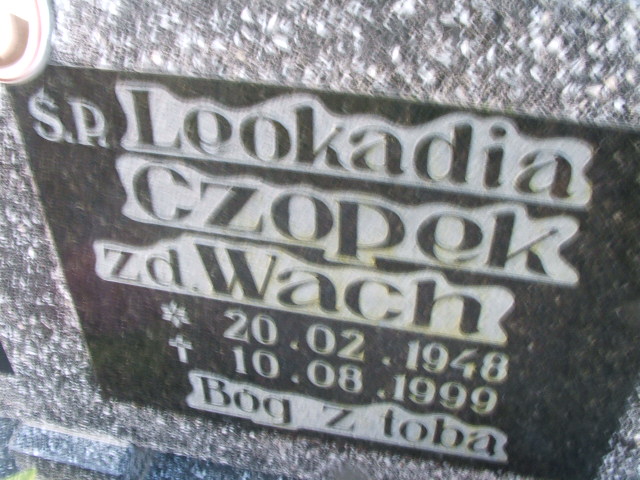 Ś.P. Leokadia
Czopek
zd. Wach
* 20.02.1948
† 10.08.1999
Bóg z tobą